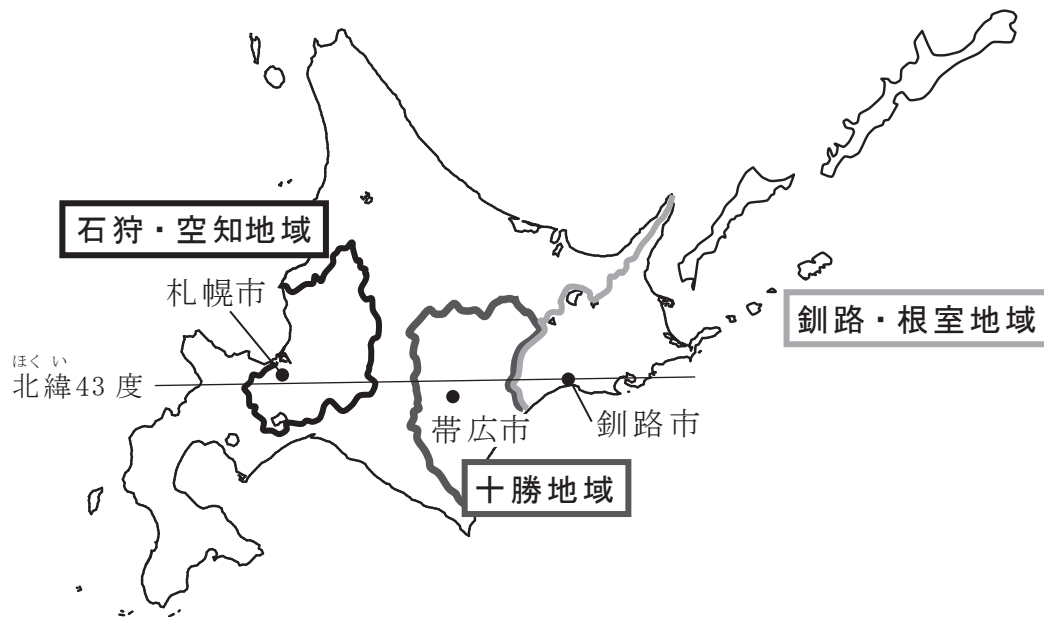 石狩・空知地域
札幌市
釧路・根室地域
ほくい
北緯43度
帯広市
釧路市
十勝地域